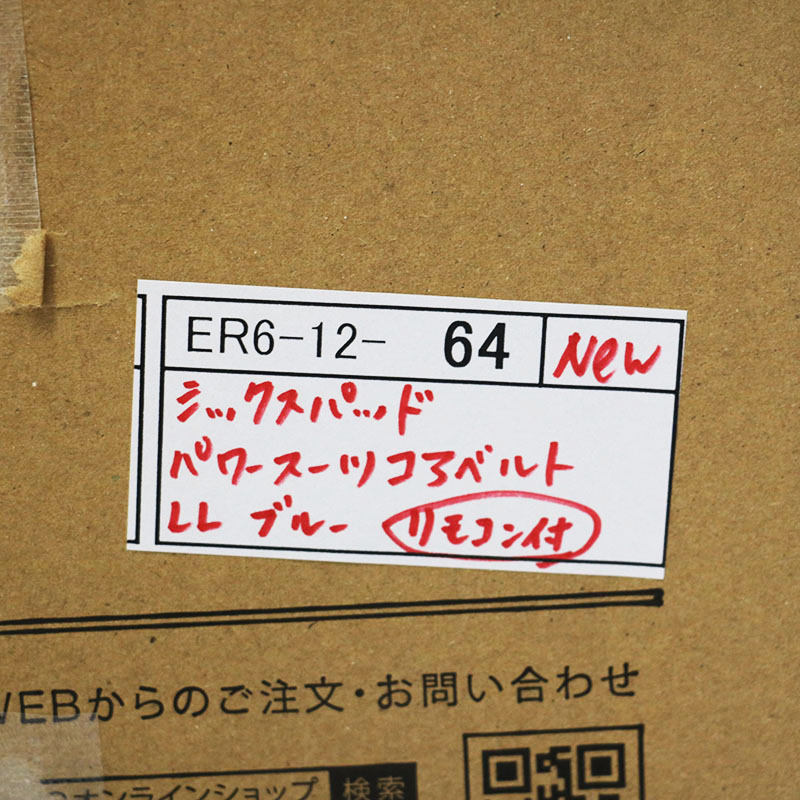 ER6-12- 64 New
シックスパッド
パワースーツコアベルト
LL ブルー リモコン付
WEBからのご注文・お問い合わせ
オンラインショップ 検索